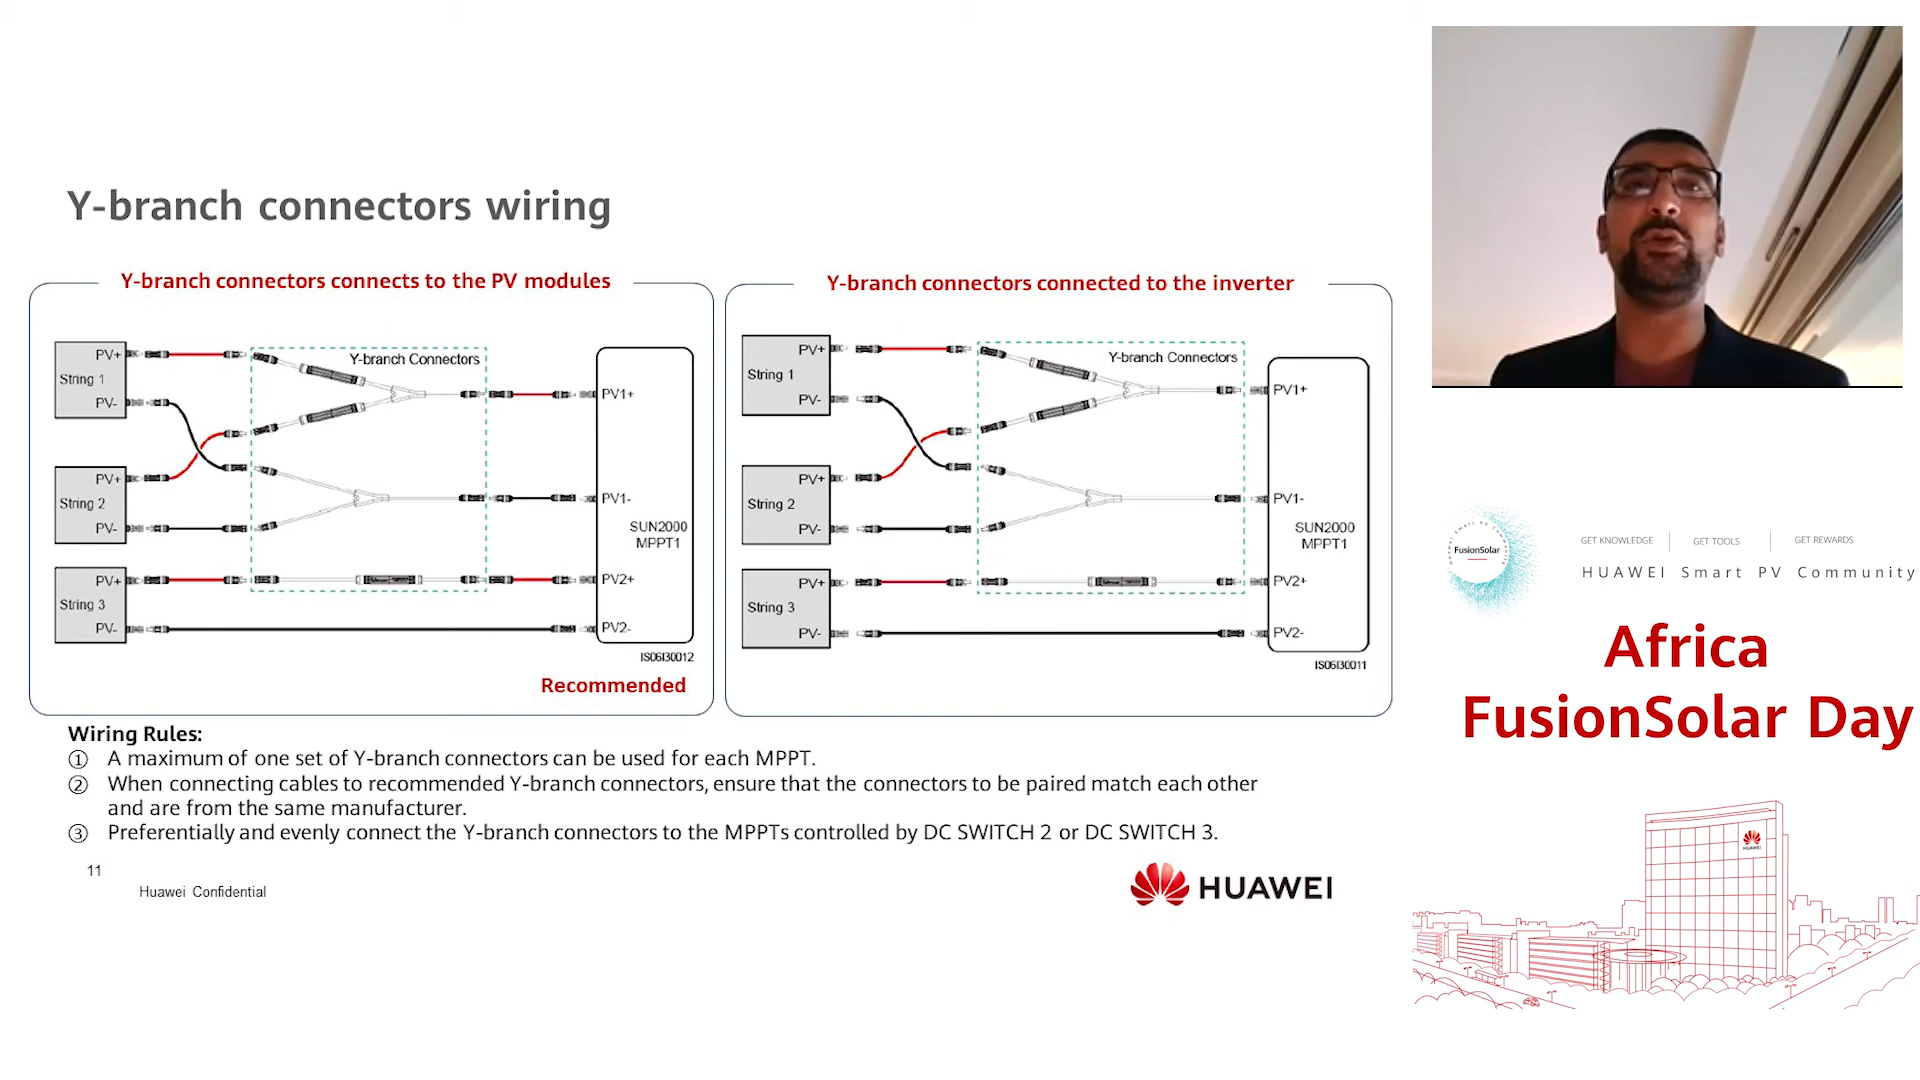 Y-branch connectors wiring
Y-branch connectors connects to the PV modules
PV+
String 1
PV-
PV+
String 2
PV-
PV+
String 3
PV-
Y-branch Connectors
PV1+
PV1-
SUN2000
MPPT1
PV2+
PV2-
IS06I30012
Recommended
Y-branch connectors connected to the inverter
PV+
String 1
PV-
PV+
String 2
PV-
PV+
String 3
PV-
Y-branch Connectors
PV1+
PV1-
SUN2000
MPPT1
PV2+
PV2-
IS06I30011
Wiring Rules:
① A maximum of one set of Y-branch connectors can be used for each MPPT.
② When connecting cables to recommended Y-branch connectors, ensure that the connectors to be paired match each other
and are from the same manufacturer.
③ Preferentially and evenly connect the Y-branch connectors to the MPPTs controlled by DC SWITCH 2 or DC SWITCH 3.
11
Huawei Confidential
HUAWEI
FusionSolar
GET KNOWLEDGE
GET TOOLS
GET REWARDS
HUAWEI Smart PV Community
Africa
FusionSolar Day
HUAWEI